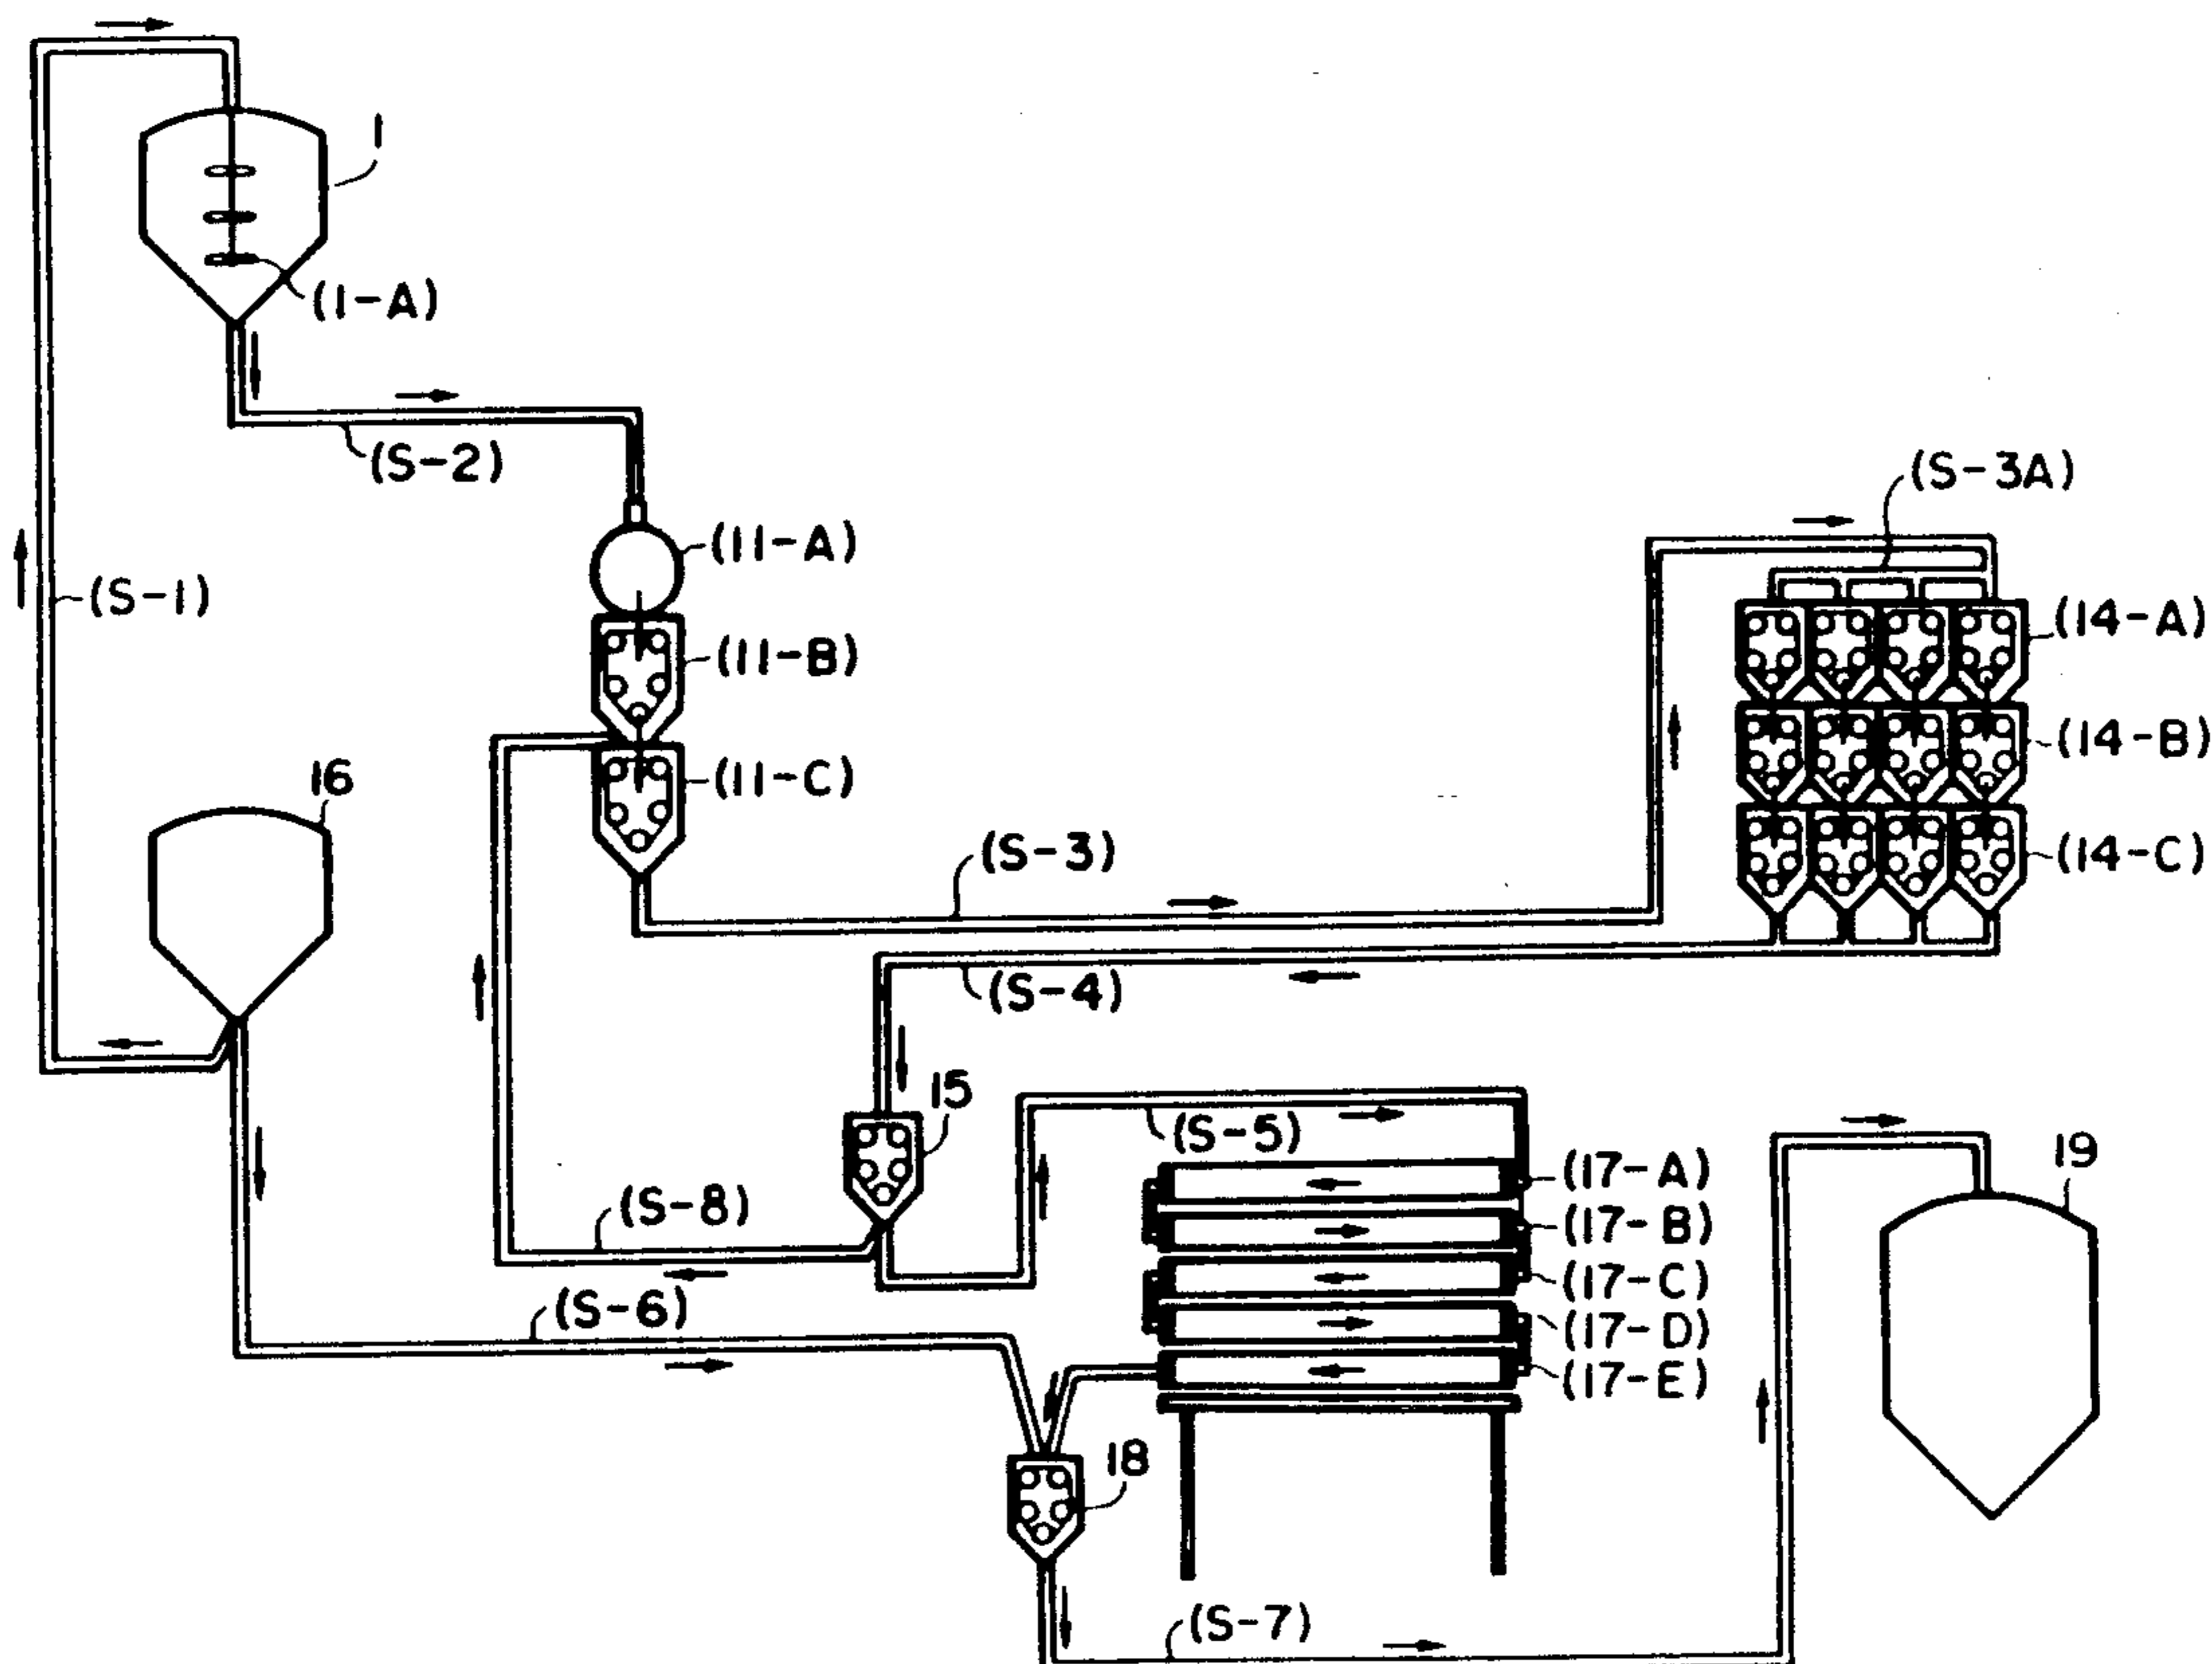 1
(1-A)
(S-2)
(S-3A)
(11-A)
(S-1)
(14-A)
(11-B)
(14-B)
16
(11-C)
(S-3)
(14-C)
(S-4)
15
(S-5)
19
(17-A)
(S-8)
(17-B)
(17-C)
(S-6)
(17-D)
(17-E)
18
(S-7)